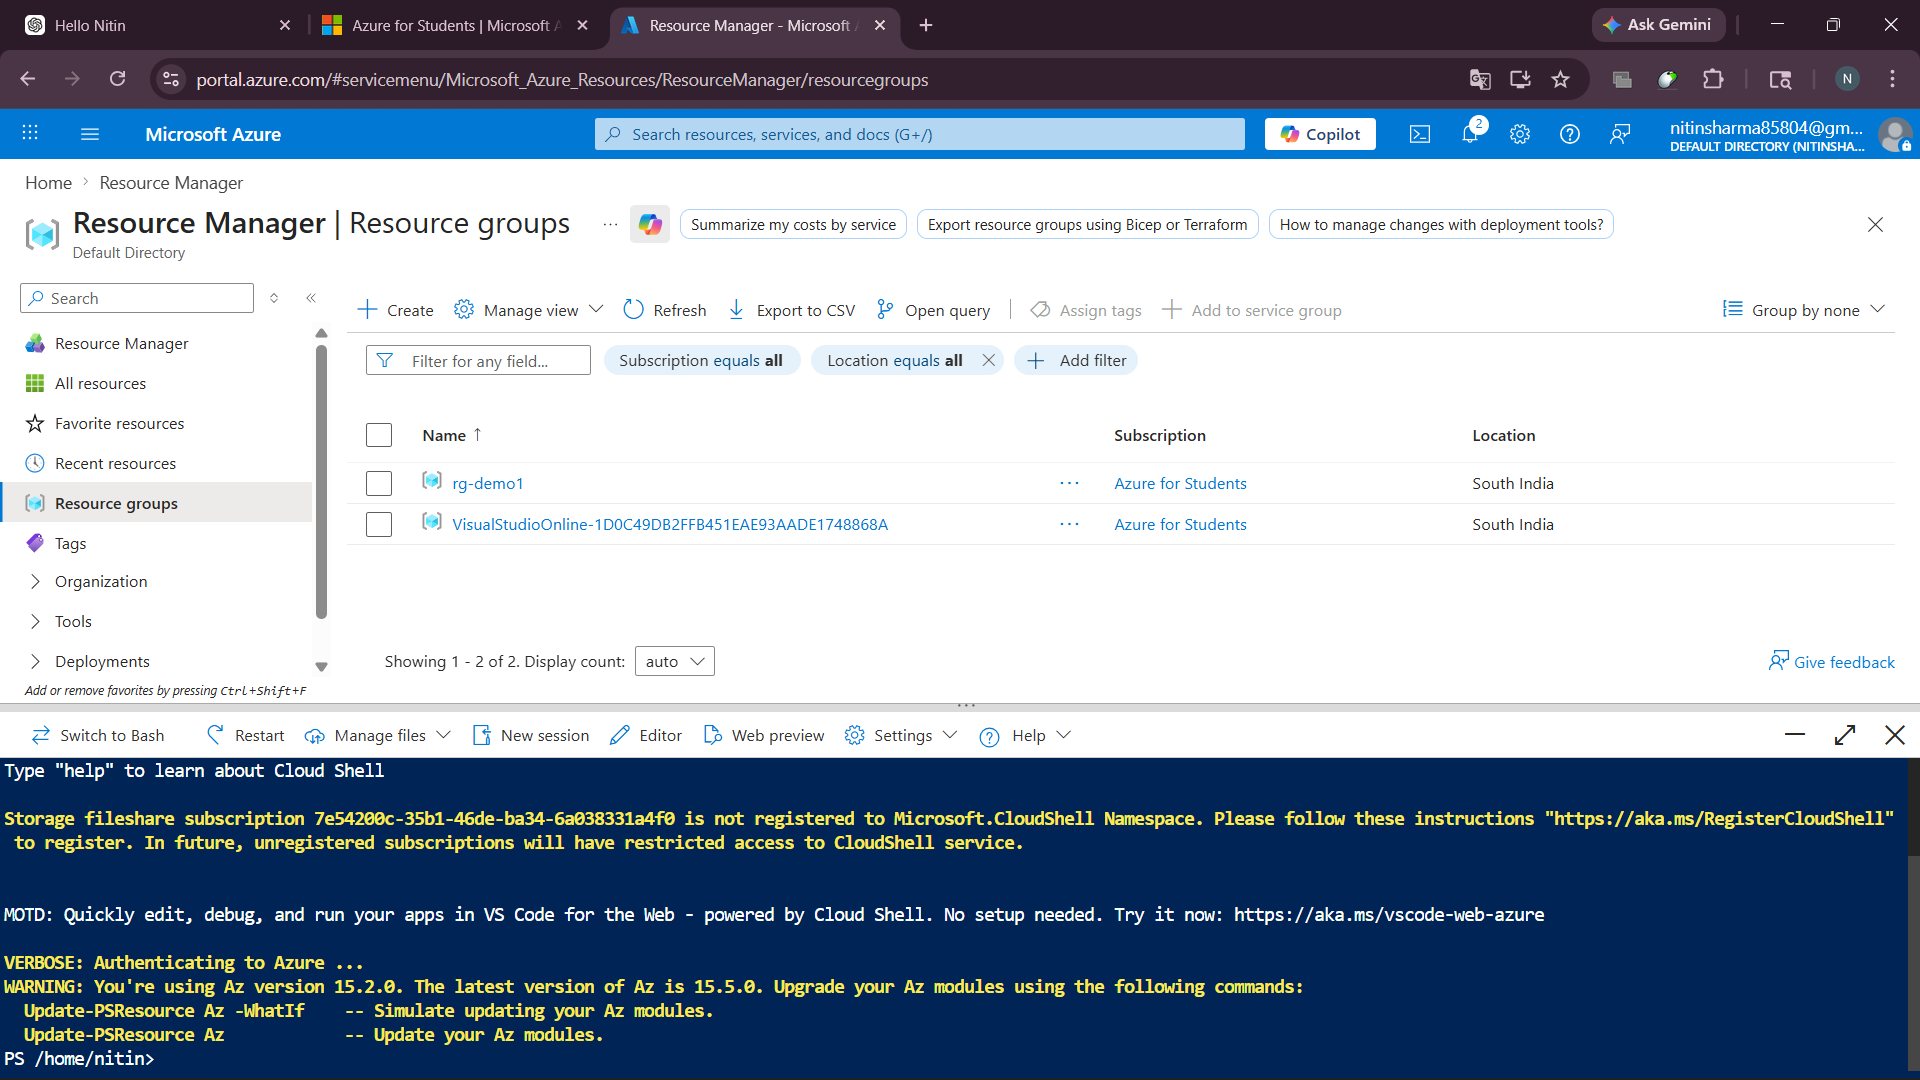 Hello Nitin
Azure for Students | Microsoft A
Resource Manager - Microsoft A
Ask Gemini
portal.azure.com/#servicemenu/Microsoft_Azure_Resources/ResourceManager/resourcegroups
N
Microsoft Azure
Search resources, services, and docs (G+/)
Copilot
2
nitinsharma85804@gm...
DEFAULT DIRECTORY (NITINSHA...
Home > Resource Manager
Resource Manager | Resource groups
...
Summarize my costs by service
Export resource groups using Bicep or Terraform
How to manage changes with deployment tools?
Default Directory
Search
Create
Manage view
Refresh
Export to CSV
Open query
Assign tags
Add to service group
Group by none
Resource Manager
All resources
Favorite resources
Recent resources
Resource groups
Tags
Organization
Tools
Deployments
Add or remove favorites by pressing Ctrl+Shift+F
Filter for any field...
Subscription equals all
Location equals all
Add filter
Name ↑ Subscription Location
rg-demo1 ... Azure for Students South India
VisualStudioOnline-1D0C49DB2FFB451EAE93AADE1748868A ... Azure for Students South India
Showing 1 - 2 of 2. Display count: auto
Give feedback
Switch to Bash
Restart
Manage files
New session
Editor
Web preview
Settings
Help
Type "help" to learn about Cloud Shell
Storage fileshare subscription 7e54200c-35b1-46de-ba34-6a038331a4f0 is not registered to Microsoft.CloudShell Namespace. Please follow these instructions "https://aka.ms/RegisterCloudShell"
to register. In future, unregistered subscriptions will have restricted access to CloudShell service.
MOTD: Quickly edit, debug, and run your apps in VS Code for the Web - powered by Cloud Shell. No setup needed. Try it now: https://aka.ms/vscode-web-azure
VERBOSE: Authenticating to Azure ...
WARNING: You're using Az version 15.2.0. The latest version of Az is 15.5.0. Upgrade your Az modules using the following commands:
Update-PSResource Az -WhatIf -- Simulate updating your Az modules.
Update-PSResource Az -- Update your Az modules.
PS /home/nitin>